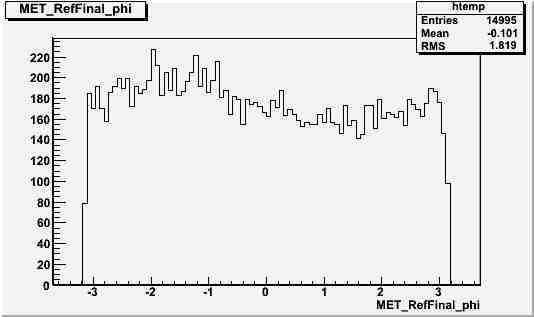 MET_RefFinal_phi
htemp
Entries 14995
Mean -0.101
RMS 1.819
220
200
180
160
140
120
100
80
60
40
20
0
-3 -2 -1 0 1 2 3
MET_RefFinal_phi